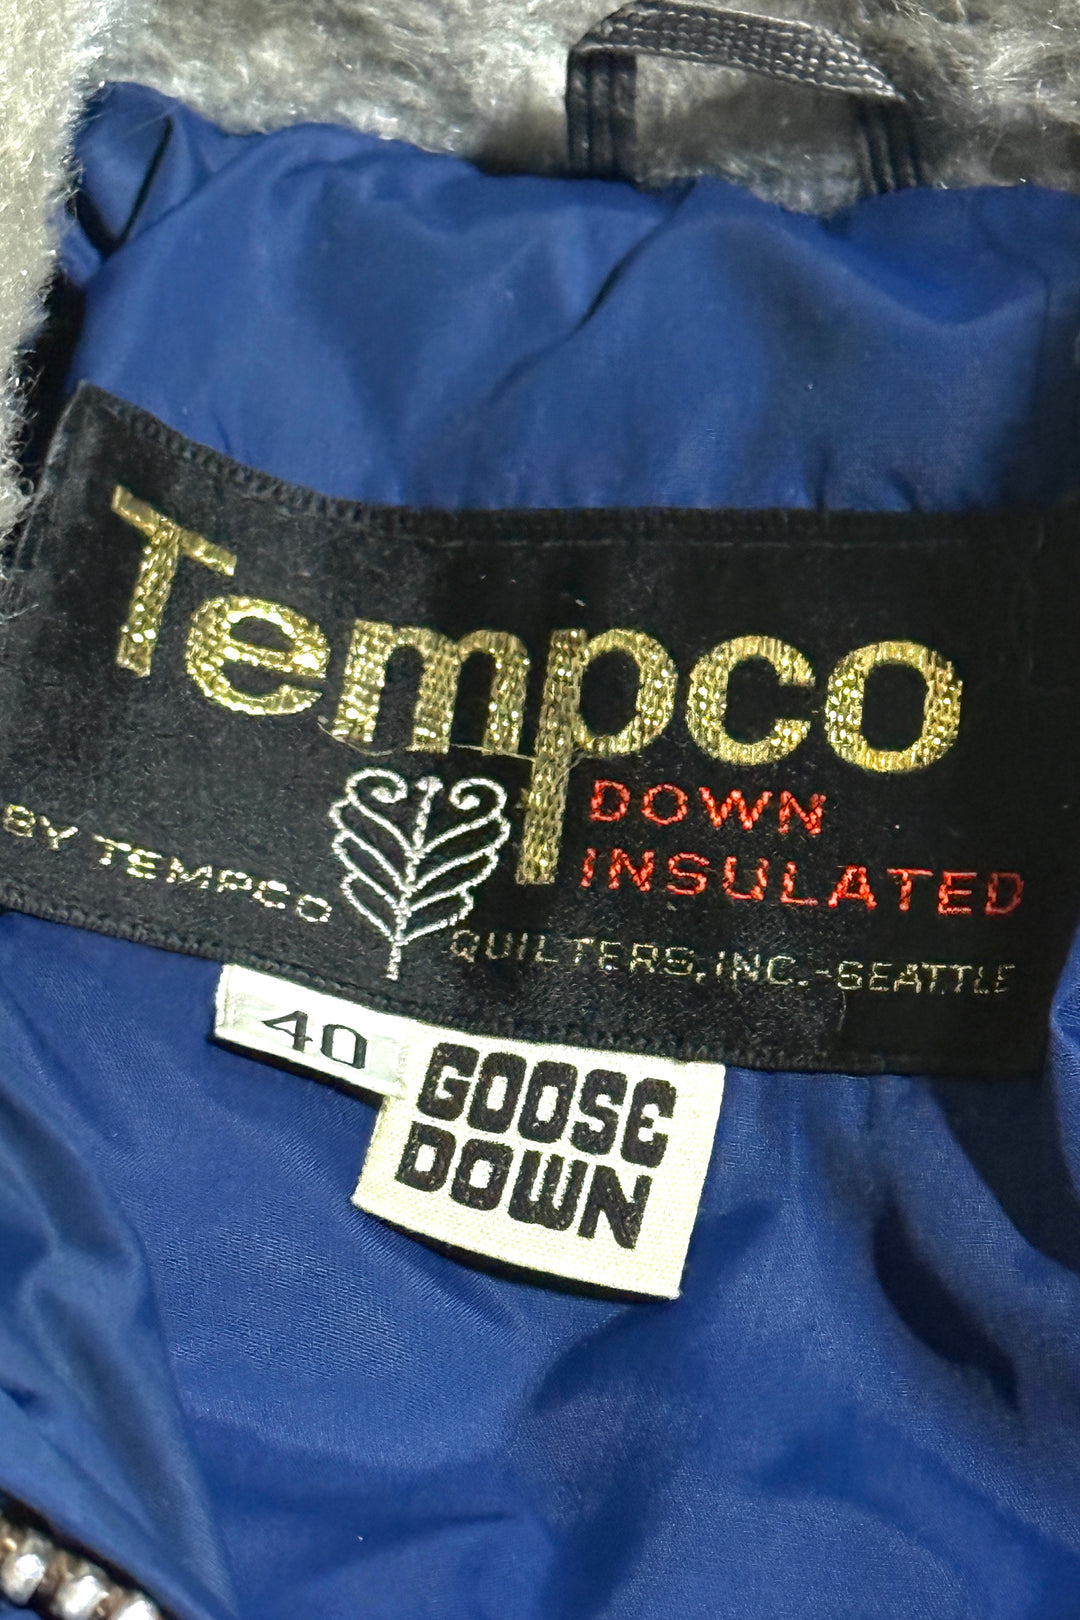 Tempco
DOWN
INSULATED
BY TEMPCO QUILTERS, INC.-SEATTLE
40
GOOSE
DOWN